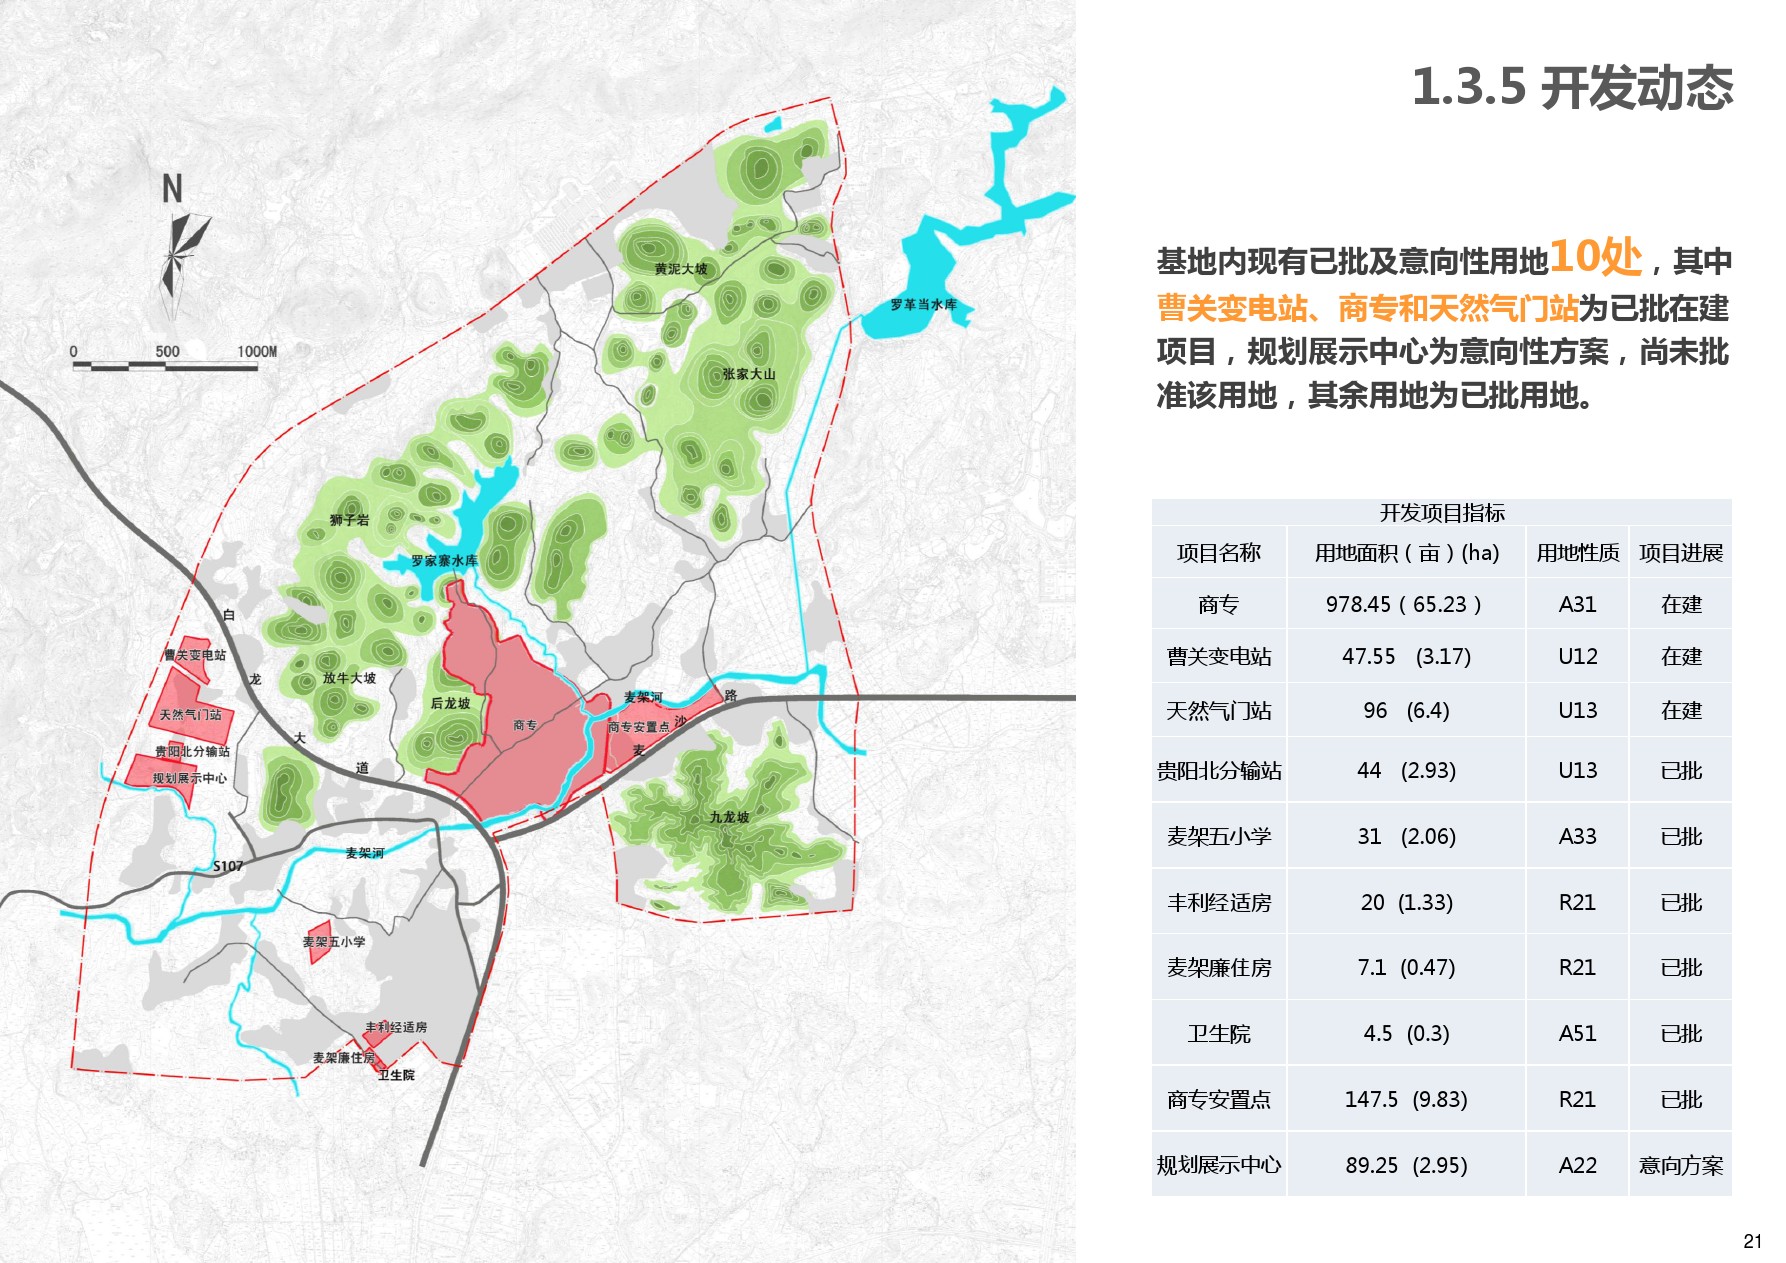 1.3.5 开发动态
基地内现有已批及意向性用地10处，其中
曹关变电站、商专和天然气门站为已批在建
项目，规划展示中心为意向性方案，尚未批
准该用地，其余用地为已批用地。
开发项目指标
项目名称 用地面积（亩）(ha) 用地性质 项目进展
商专 978.45（65.23） A31 在建
曹关变电站 47.55 (3.17) U12 在建
天然气门站 96 (6.4) U13 在建
贵阳北分输站 44 (2.93) U13 已批
麦架五小学 31 (2.06) A33 已批
丰利经适房 20 (1.33) R21 已批
麦架廉住房 7.1 (0.47) R21 已批
卫生院 4.5 (0.3) A51 已批
商专安置点 147.5 (9.83) R21 已批
规划展示中心 89.25 (2.95) A22 意向方案
N
0 500 1000M
黄泥大坡
罗革当水库
张家大山
狮子岩
罗家寨水库
白龙大道
曹关变电站
放牛大坡
后龙坡
天然气门站
商专
麦架河
商专安置点
麦沙路
贵阳北分输站
规划展示中心
九龙坡
麦架河
S107
麦架五小学
丰利经适房
麦架廉住房
卫生院
21